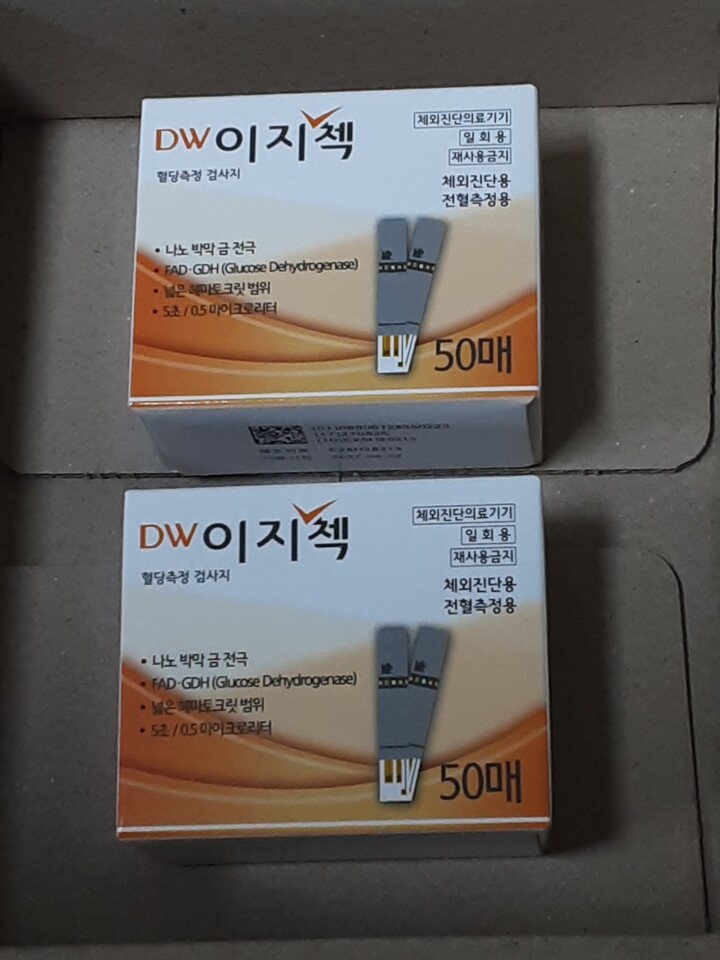 DW이지첵
혈당측정 검사지
체외진단의료기기
일회용
재사용금지
체외진단용
전혈측정용
• 나노 박막 금 전극
• FAD·GDH (Glucose Dehydrogenase)
• 넓은 헤마토크릿 범위
• 5초 / 0.5 마이크로리터
50매
DW이지첵
혈당측정 검사지
체외진단의료기기
일회용
재사용금지
체외진단용
전혈측정용
• 나노 박막 금 전극
• FAD·GDH (Glucose Dehydrogenase)
• 넓은 헤마토크릿 범위
• 5초 / 0.5 마이크로리터
50매